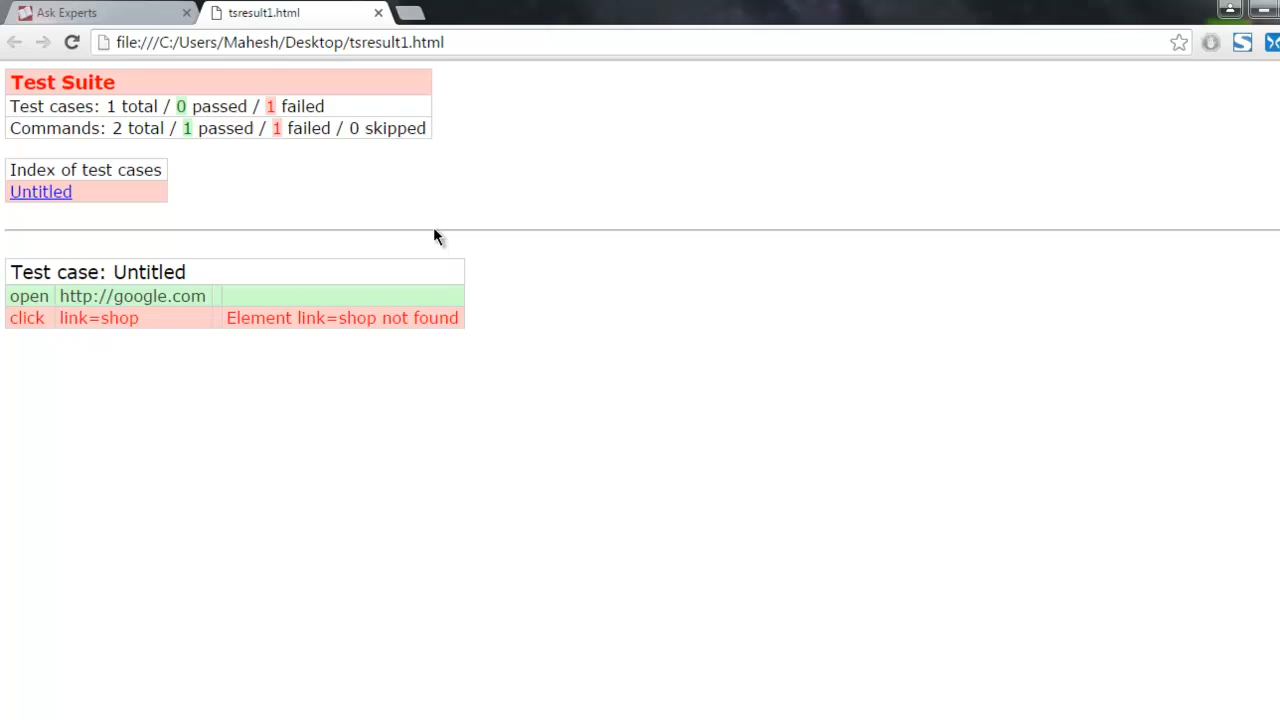 Ask Experts
tsresult1.html
file:///C:/Users/Mahesh/Desktop/tsresult1.html
Test Suite
Test cases: 1 total / 0 passed / 1 failed
Commands: 2 total / 1 passed / 1 failed / 0 skipped
Index of test cases
Untitled
Test case: Untitled
open http://google.com
click link=shop Element link=shop not found